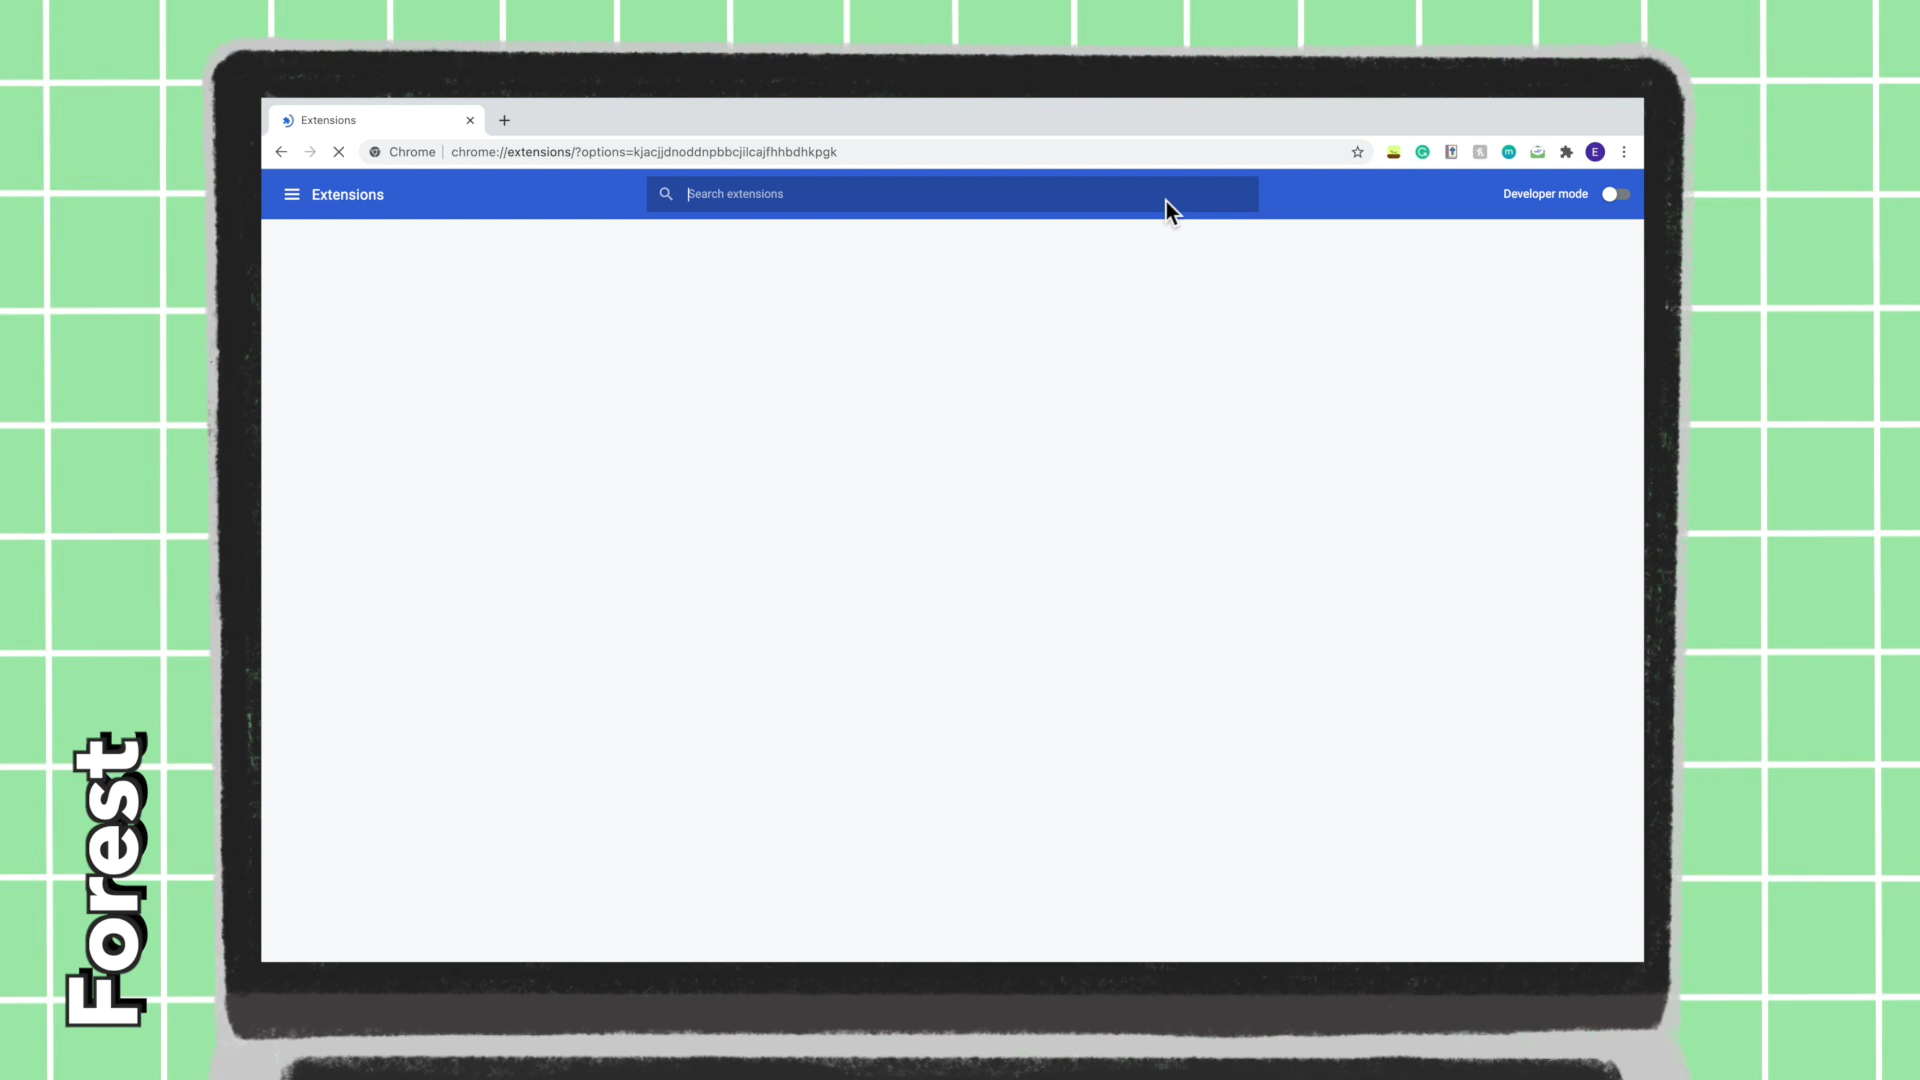 Extensions
Chrome chrome://extensions/?options=kjacjjdnoddnpbbcjilcajfhhbdhkpgk
E
Extensions
Search extensions
Developer mode
Forest